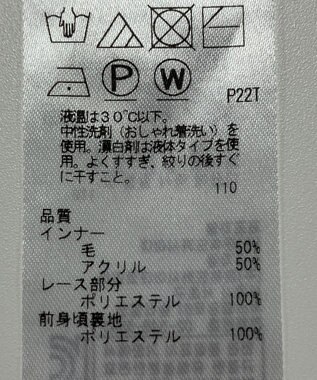 P W P22T
液温は30℃以下。
中性洗剤（おしゃれ着洗い）を
使用。漂白剤は液体タイプを使
用。よくすすぎ、絞りの後すぐ
に干すこと。
110
品質
インナー
毛 50%
アクリル 50%
レース部分
ポリエステル 100%
前身頃裏地
ポリエステル 100%